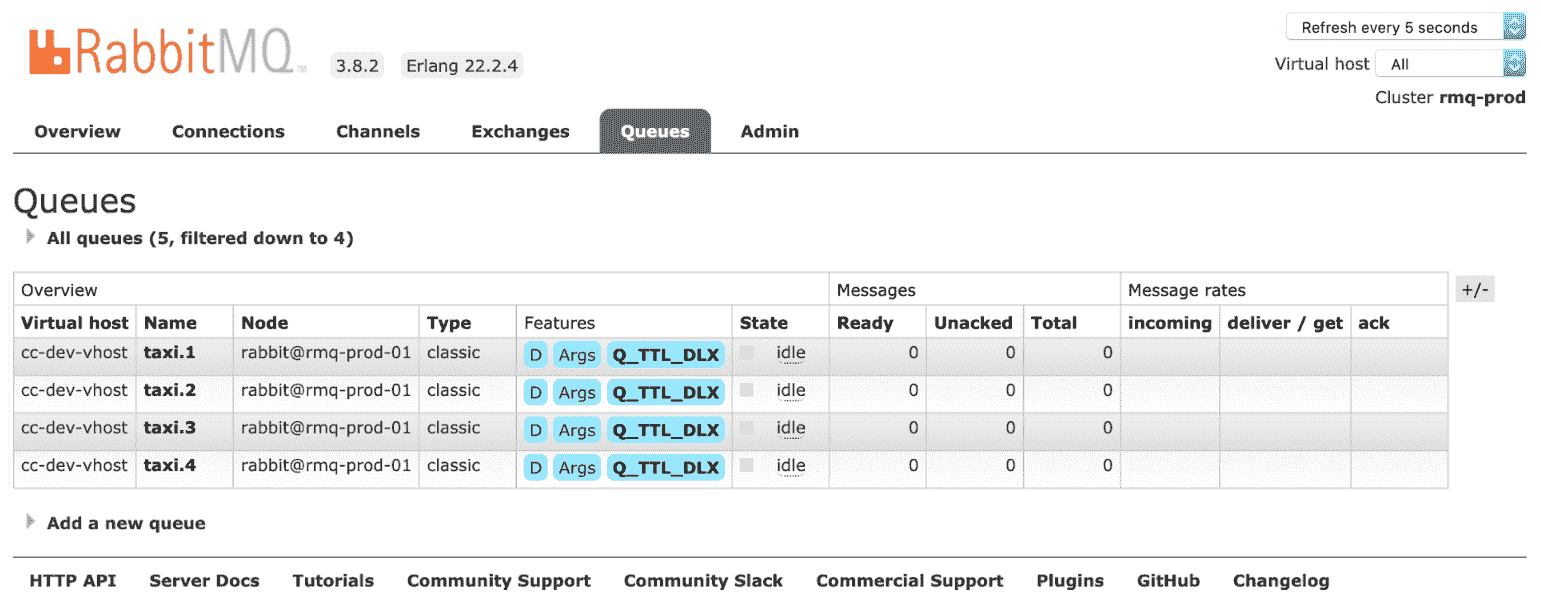 RabbitMQ TM 3.8.2 Erlang 22.2.4
Refresh every 5 seconds
Virtual host All
Cluster rmq-prod
Overview Connections Channels Exchanges Queues Admin
Queues
All queues (5, filtered down to 4)
Overview Messages Message rates +/-
Virtual host Name Node Type Features State Ready Unacked Total incoming deliver / get ack
cc-dev-vhost taxi.1 rabbit@rmq-prod-01 classic D Args Q_TTL_DLX idle 0 0 0
cc-dev-vhost taxi.2 rabbit@rmq-prod-01 classic D Args Q_TTL_DLX idle 0 0 0
cc-dev-vhost taxi.3 rabbit@rmq-prod-01 classic D Args Q_TTL_DLX idle 0 0 0
cc-dev-vhost taxi.4 rabbit@rmq-prod-01 classic D Args Q_TTL_DLX idle 0 0 0
Add a new queue
HTTP API Server Docs Tutorials Community Support Community Slack Commercial Support Plugins GitHub Changelog